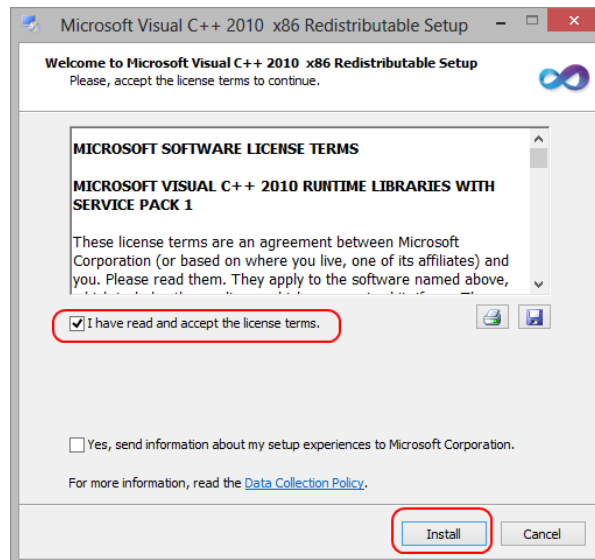 Microsoft Visual C++ 2010 x86 Redistributable Setup
Welcome to Microsoft Visual C++ 2010 x86 Redistributable Setup
Please, accept the license terms to continue.
MICROSOFT SOFTWARE LICENSE TERMS
MICROSOFT VISUAL C++ 2010 RUNTIME LIBRARIES WITH
SERVICE PACK 1
These license terms are an agreement between Microsoft
Corporation (or based on where you live, one of its affiliates) and
you. Please read them. They apply to the software named above,
I have read and accept the license terms.
Yes, send information about my setup experiences to Microsoft Corporation.
For more information, read the Data Collection Policy.
Install
Cancel